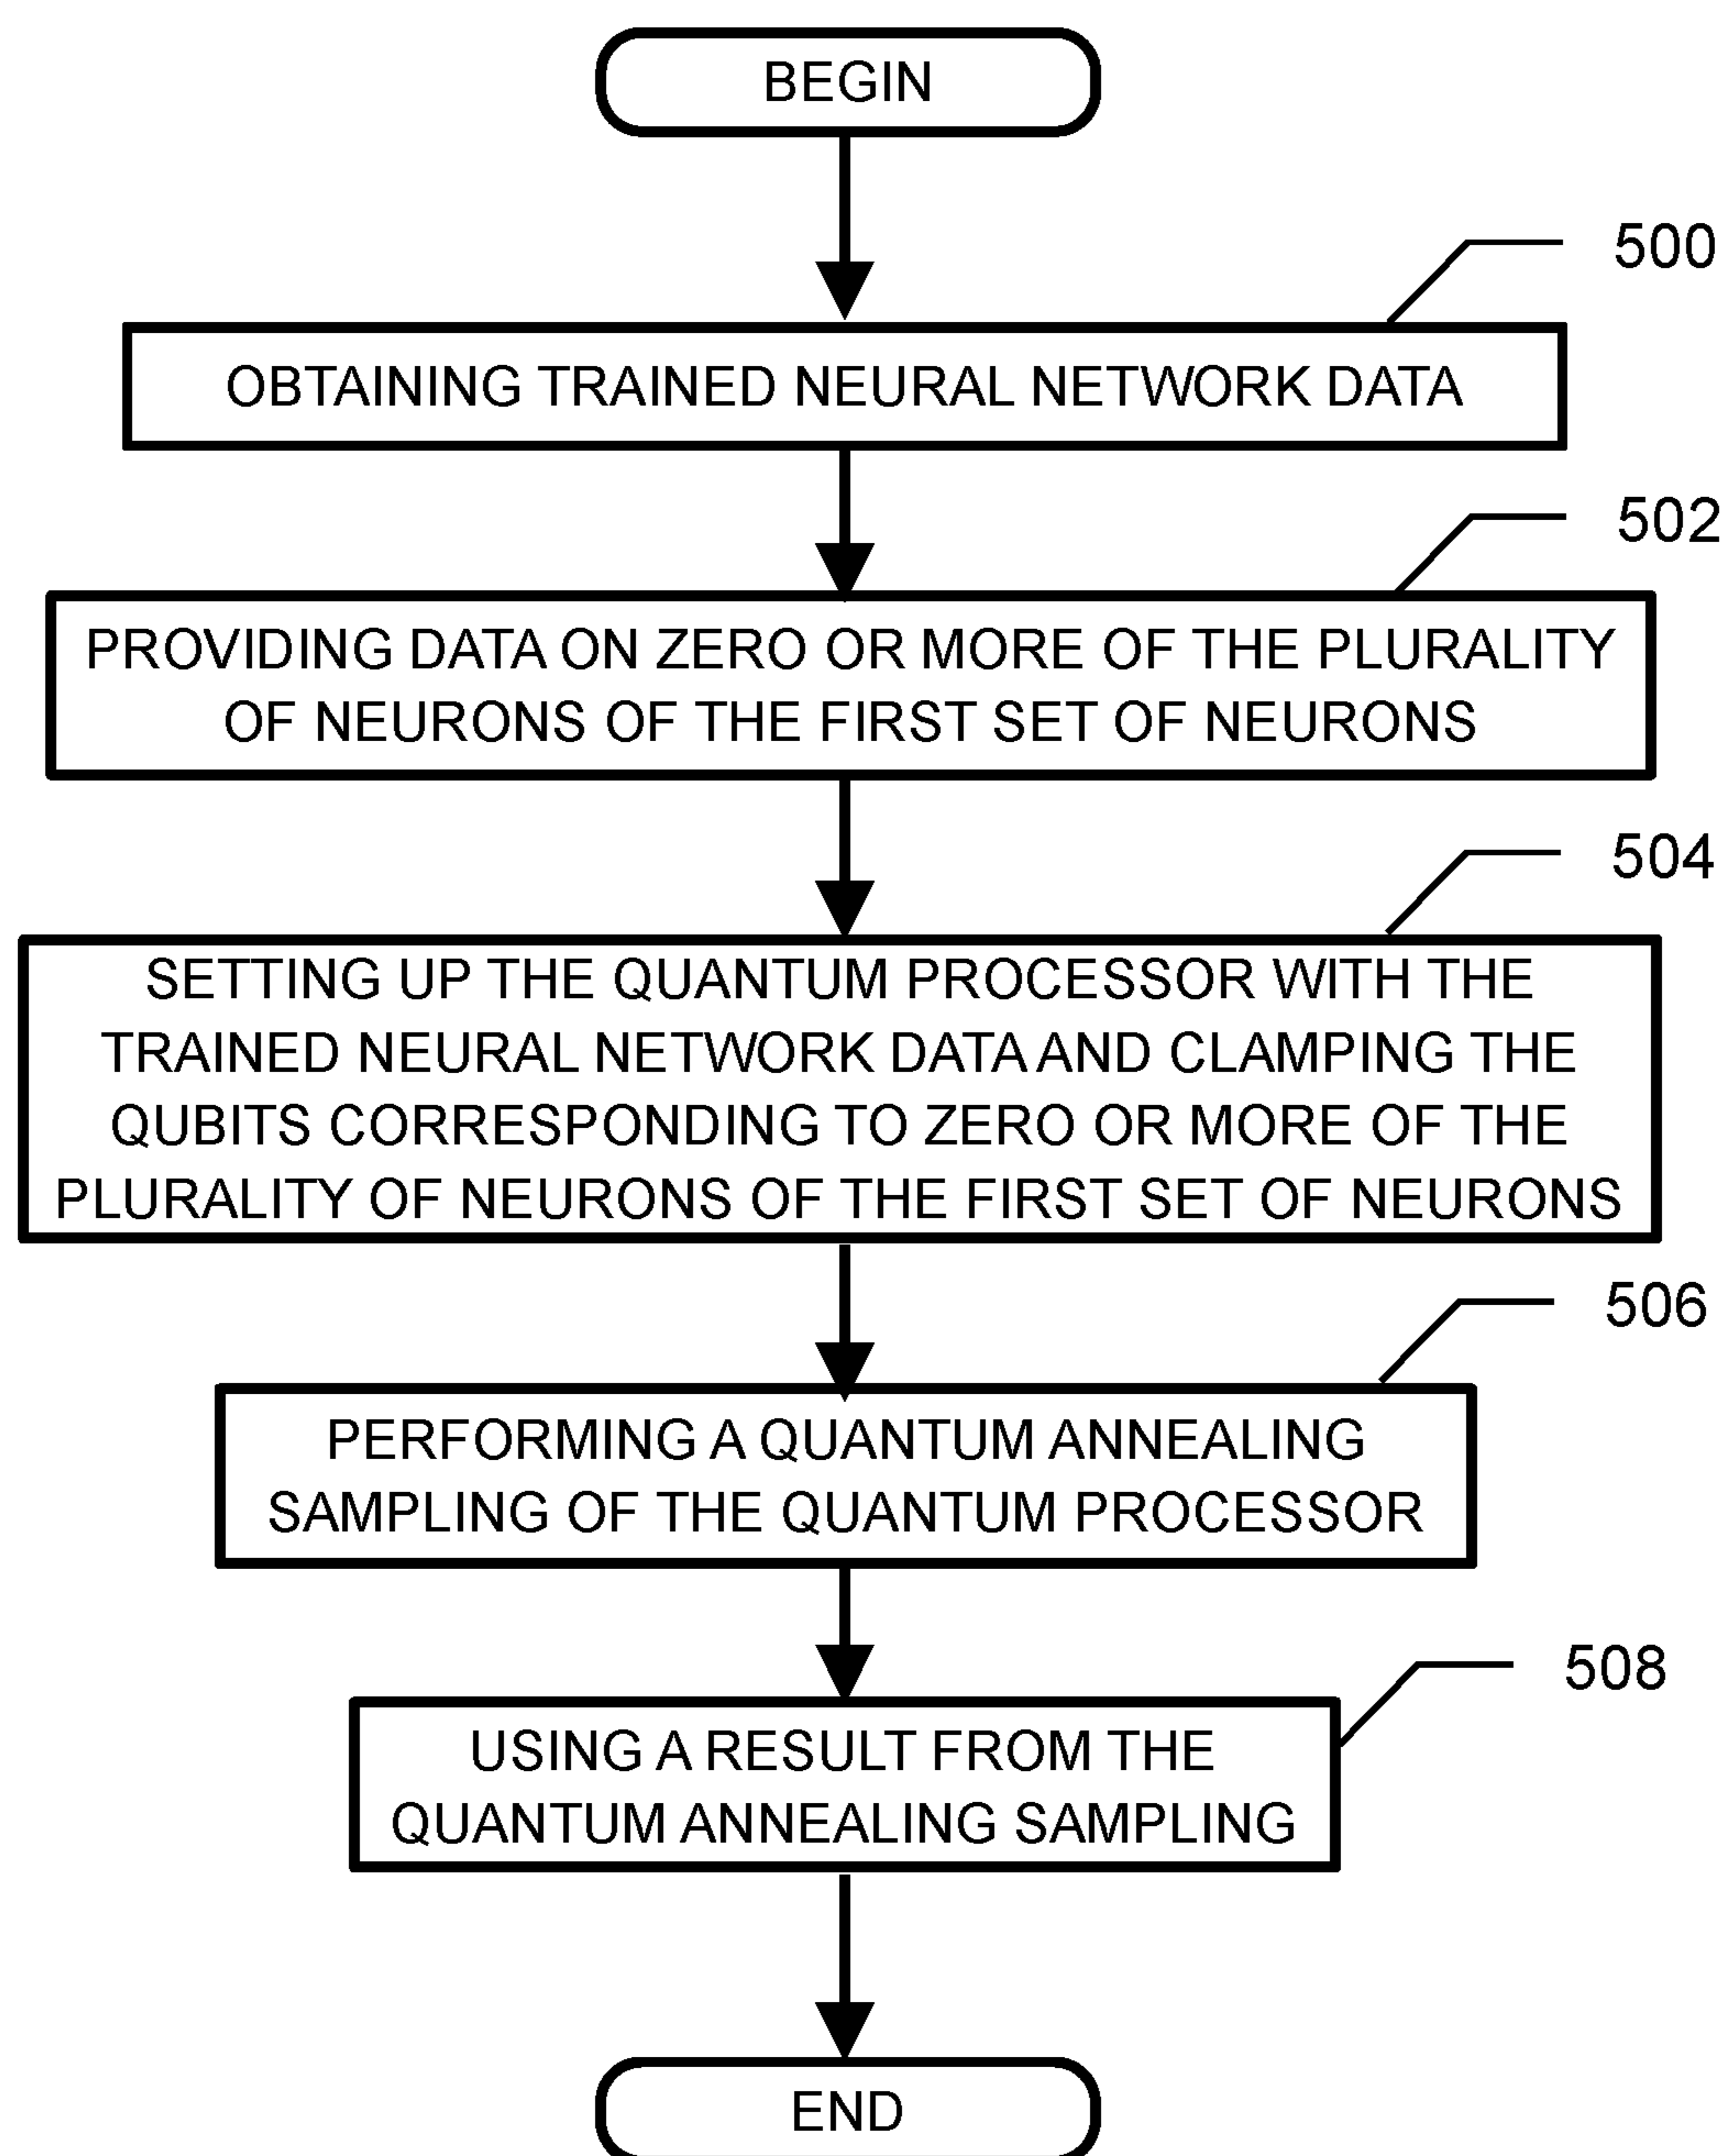 BEGIN
500
OBTAINING TRAINED NEURAL NETWORK DATA
502
PROVIDING DATA ON ZERO OR MORE OF THE PLURALITY
OF NEURONS OF THE FIRST SET OF NEURONS
504
SETTING UP THE QUANTUM PROCESSOR WITH THE
TRAINED NEURAL NETWORK DATA AND CLAMPING THE
QUBITS CORRESPONDING TO ZERO OR MORE OF THE
PLURALITY OF NEURONS OF THE FIRST SET OF NEURONS
506
PERFORMING A QUANTUM ANNEALING
SAMPLING OF THE QUANTUM PROCESSOR
508
USING A RESULT FROM THE
QUANTUM ANNEALING SAMPLING
END